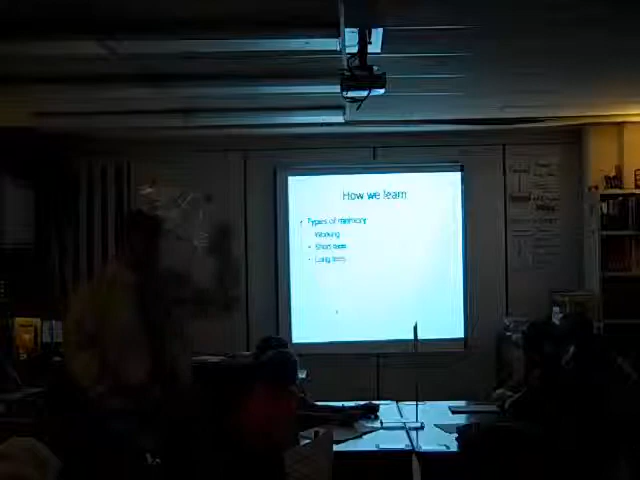 How we learn
• Types of memory
Working
• Short term
• Long term